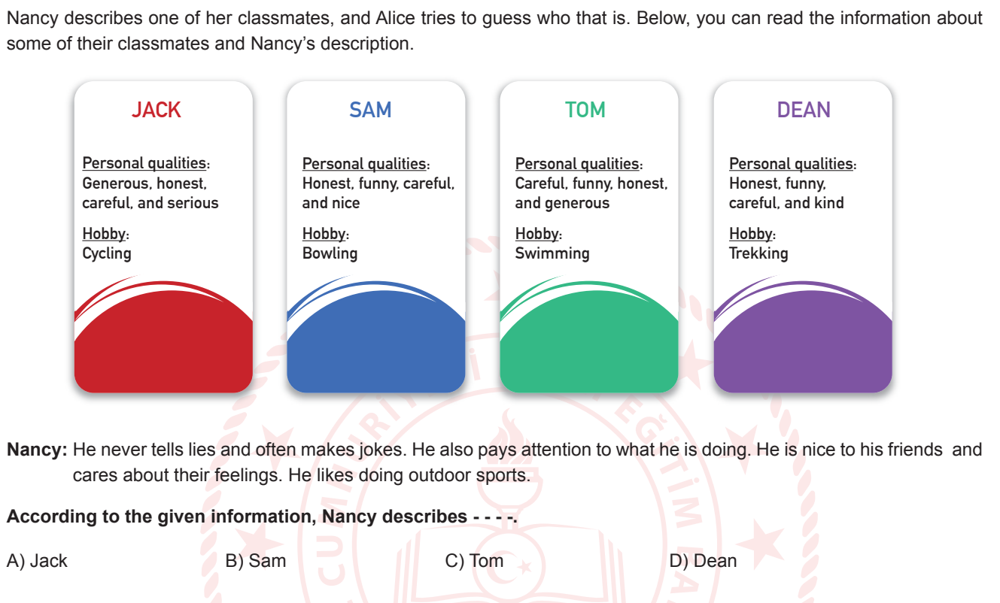 Nancy describes one of her classmates, and Alice tries to guess who that is. Below, you can read the information about
some of their classmates and Nancy’s description.
JACK
Personal qualities:
Generous, honest,
careful, and serious
Hobby:
Cycling
SAM
Personal qualities:
Honest, funny, careful,
and nice
Hobby:
Bowling
TOM
Personal qualities:
Careful, funny, honest,
and generous
Hobby:
Swimming
DEAN
Personal qualities:
Honest, funny,
careful, and kind
Hobby:
Trekking
Nancy: He never tells lies and often makes jokes. He also pays attention to what he is doing. He is nice to his friends and
cares about their feelings. He likes doing outdoor sports.
According to the given information, Nancy describes - - - -.
A) Jack
B) Sam
C) Tom
D) Dean